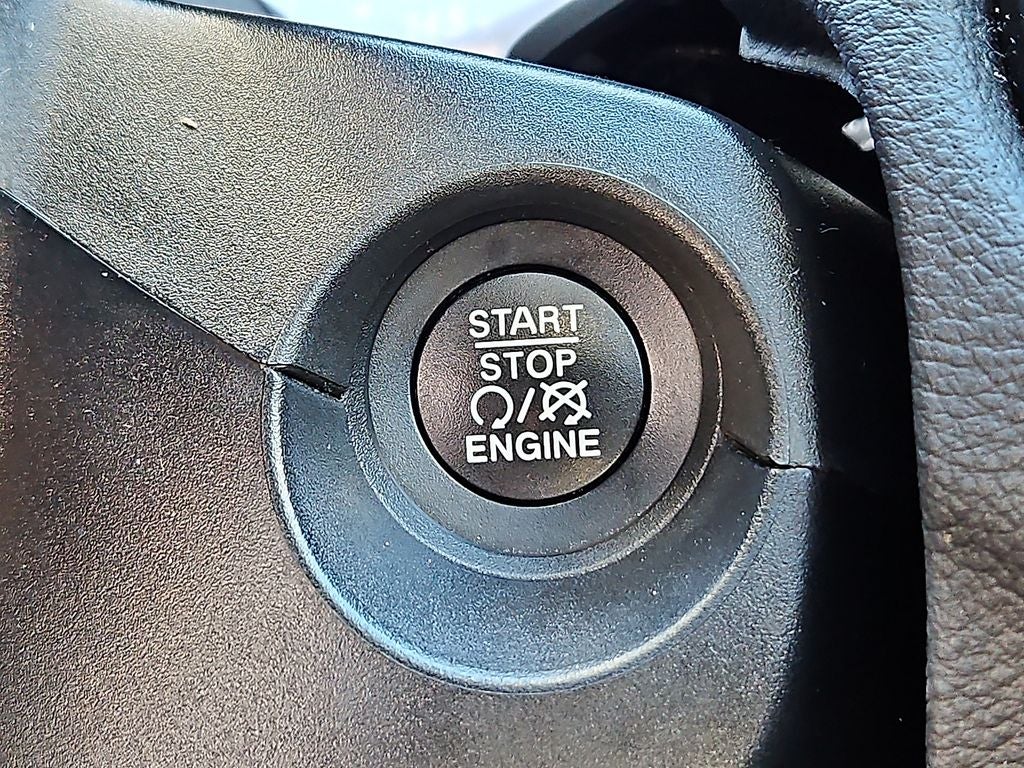 START
STOP
/
ENGINE